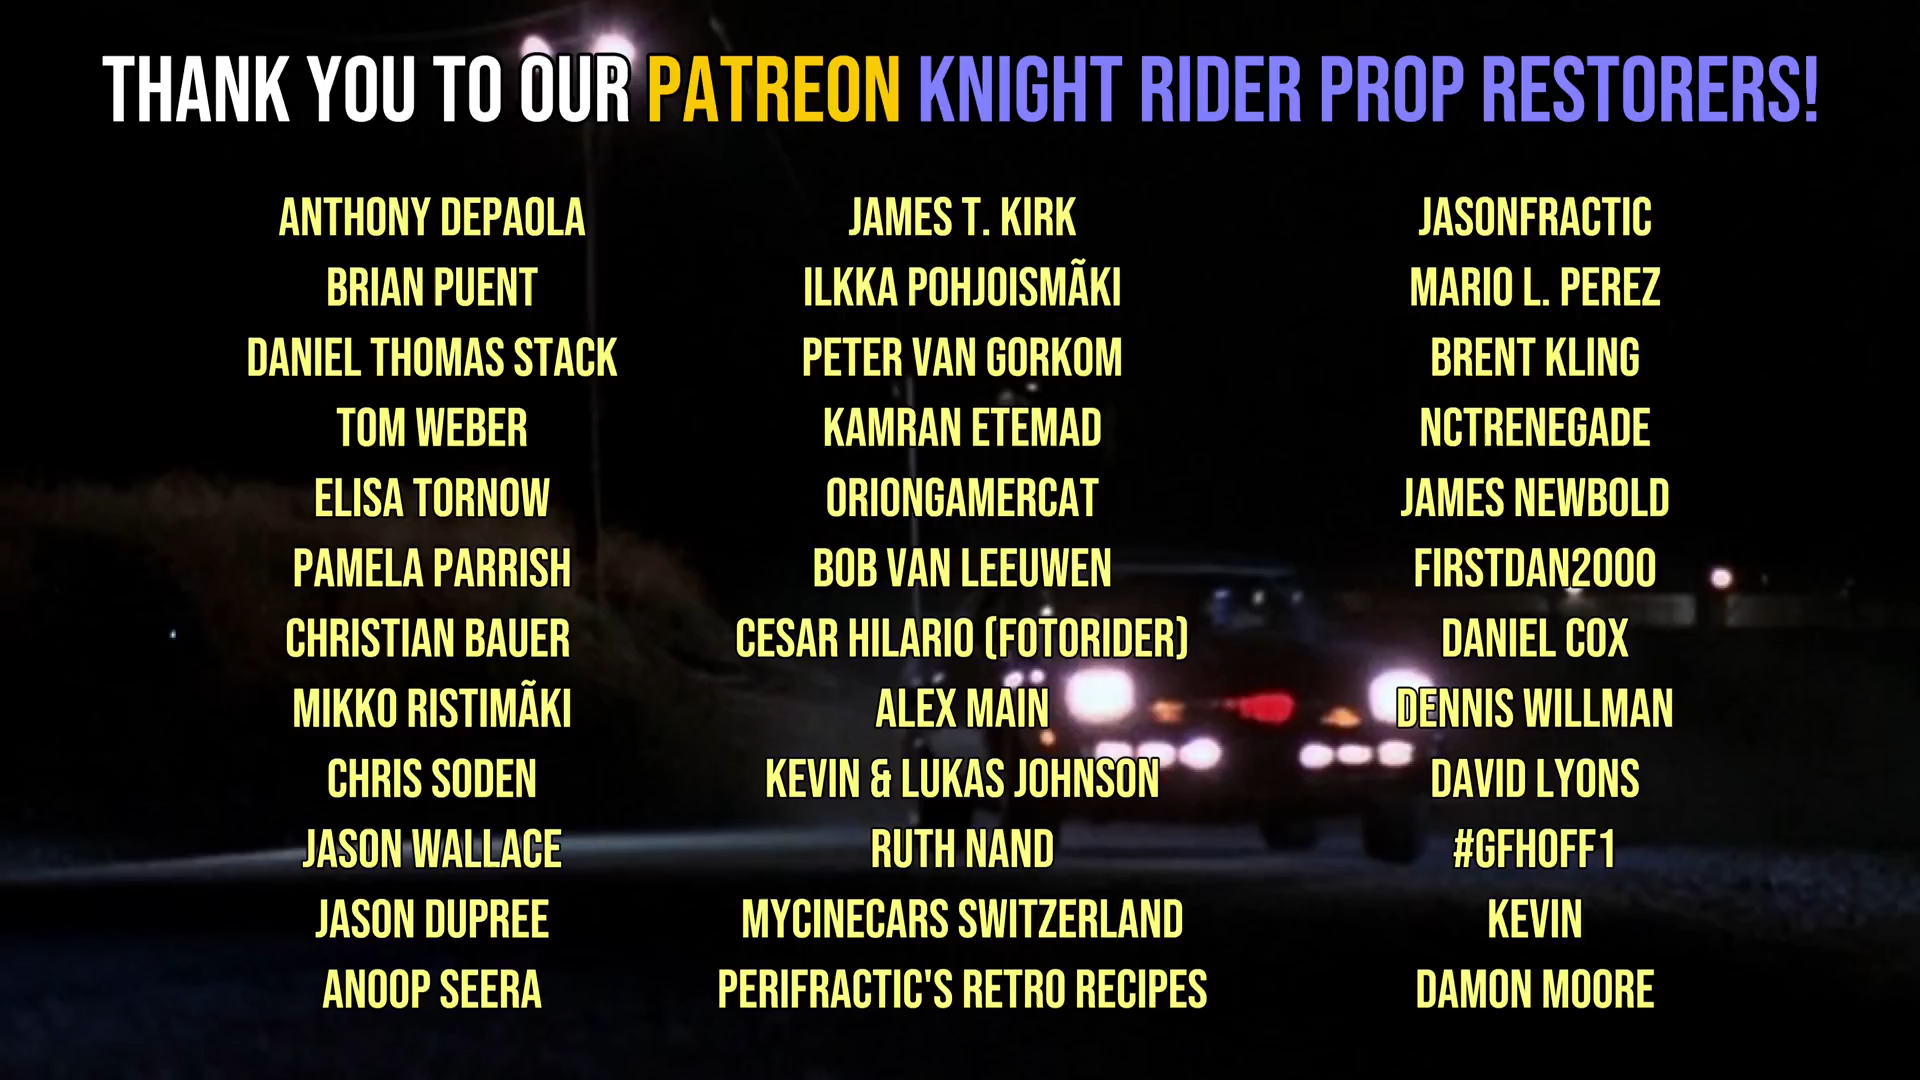 THANK YOU TO OUR PATREON KNIGHT RIDER PROP RESTORERS!
ANTHONY DEPAOLA
BRIAN PUENT
DANIEL THOMAS STACK
TOM WEBER
ELISA TORNOW
PAMELA PARRISH
CHRISTIAN BAUER
MIKKO RISTIMÃKI
CHRIS SODEN
JASON WALLACE
JASON DUPREE
ANOOP SEERA
JAMES T. KIRK
ILKKA POHJOISMÃKI
PETER VAN GORKOM
KAMRAN ETEMAD
ORIONGAMERCAT
BOB VAN LEEUWEN
CESAR HILARIO (FOTORIDER)
ALEX MAIN
KEVIN & LUKAS JOHNSON
RUTH NAND
MYCINECARS SWITZERLAND
PERIFRACTIC'S RETRO RECIPES
JASONFRACTIC
MARIO L. PEREZ
BRENT KLING
NCTRENEGADE
JAMES NEWBOLD
FIRSTDAN2000
DANIEL COX
DENNIS WILLMAN
DAVID LYONS
#GFHOFF1
KEVIN
DAMON MOORE